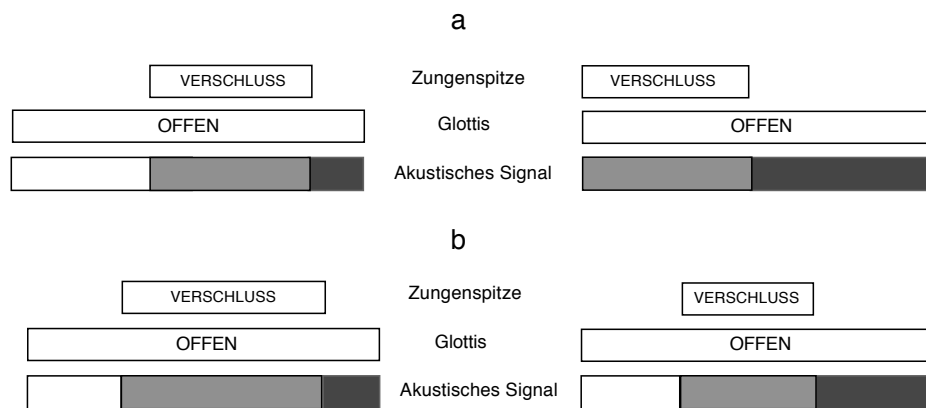 a
VERSCHLUSS Zungenspitze VERSCHLUSS
OFFEN Glottis OFFEN
Akustisches Signal
b
VERSCHLUSS Zungenspitze VERSCHLUSS
OFFEN Glottis OFFEN
Akustisches Signal